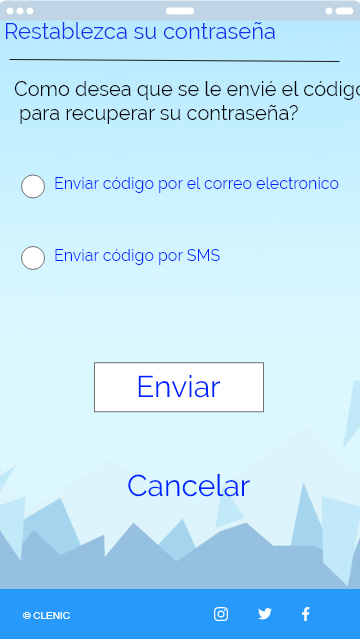 Restablezca su contraseña
Como desea que se le envié el código
para recuperar su contraseña?
Enviar código por el correo electronico
Enviar código por SMS
Enviar
Cancelar
© CLENIC